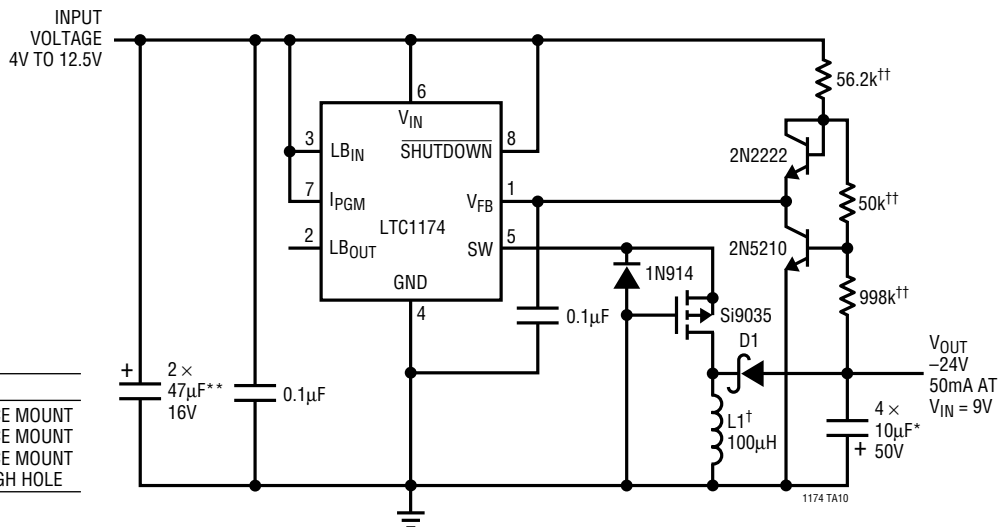 INPUT
VOLTAGE
4V TO 12.5V
6
VIN
3
LBIN
SHUTDOWN
8
7
IPGM
VFB
1
LTC1174
2
LBOUT
SW
5
GND
4
56.2k††
2N2222
50k††
2N5210
998k††
1N914
Si9035
0.1µF
D1
L1†
100µH
VOUT
–24V
50mA AT
VIN = 9V
+
2 ×
47µF**
16V
0.1µF
4 ×
10µF*
+ 50V
CE MOUNT
CE MOUNT
CE MOUNT
GH HOLE
1174 TA10